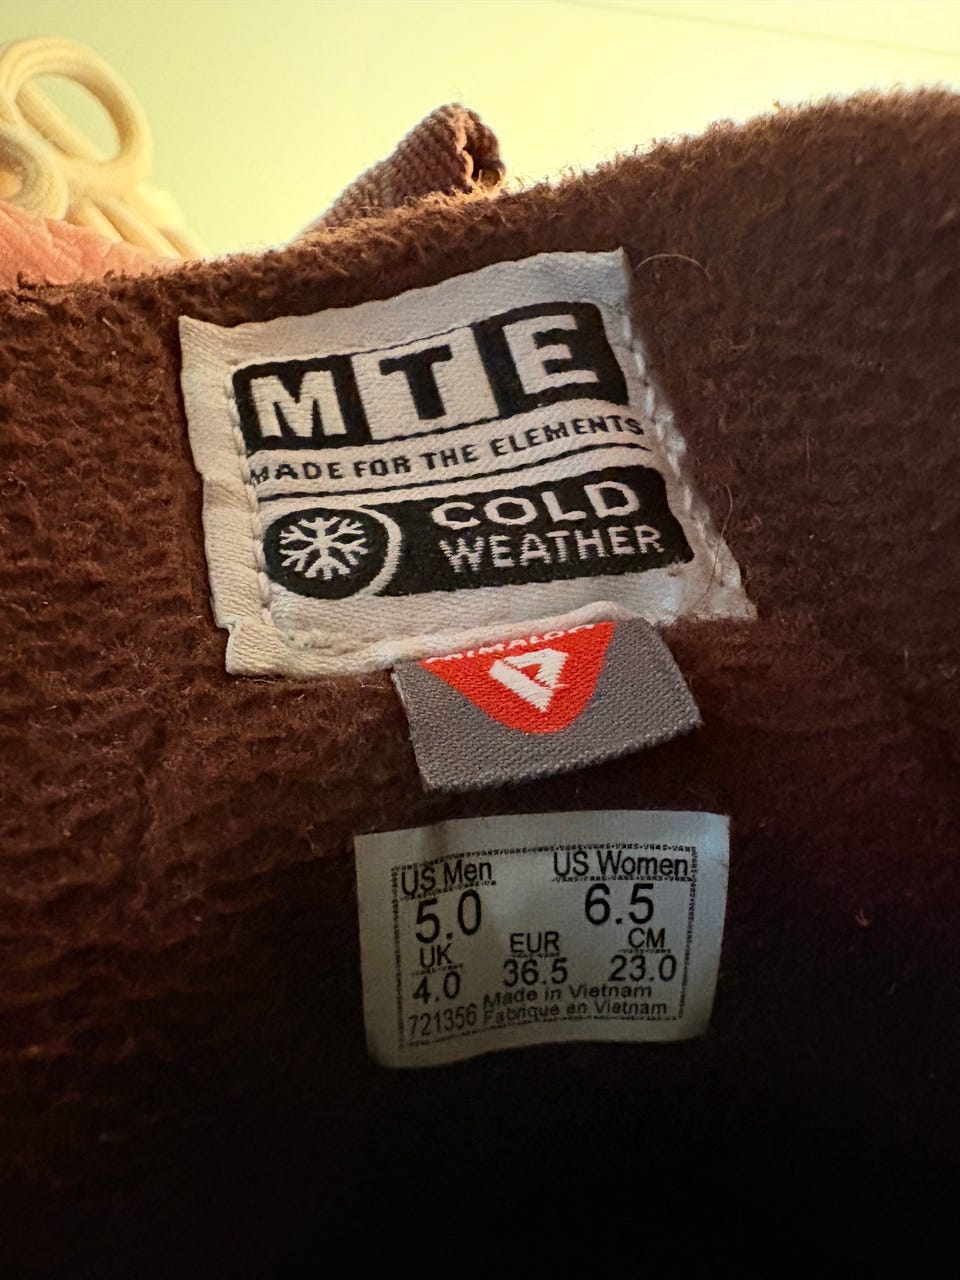 MTE
MADE FOR THE ELEMENTS
COLD
WEATHER
PRIMALOFT
US Men US Women
5.0 6.5
UK EUR CM
4.0 36.5 23.0
Made in Vietnam
721356 Fabrique en Vietnam